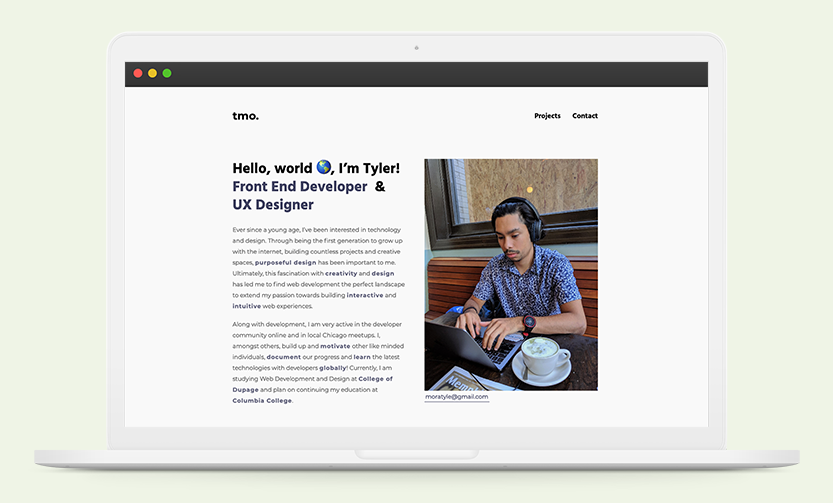 tmo.
Projects Contact
Hello, world 🌎, I'm Tyler!
Front End Developer &
UX Designer
Ever since a young age, I've been interested in technology
and design. Through being the first generation to grow up
with the internet, building countless projects and creative
spaces, purposeful design has been important to me.
Ultimately, this fascination with creativity and design
has led me to find web development the perfect landscape
to extend my passion towards building interactive and
intuitive web experiences.
Along with development, I am very active in the developer
community online and in local Chicago meetups. I,
amongst others, build up and motivate other like minded
individuals, document our progress and learn the latest
technologies with developers globally! Currently, I am
studying Web Development and Design at College of
Dupage and plan on continuing my education at
Columbia College.
moratyle@gmail.com